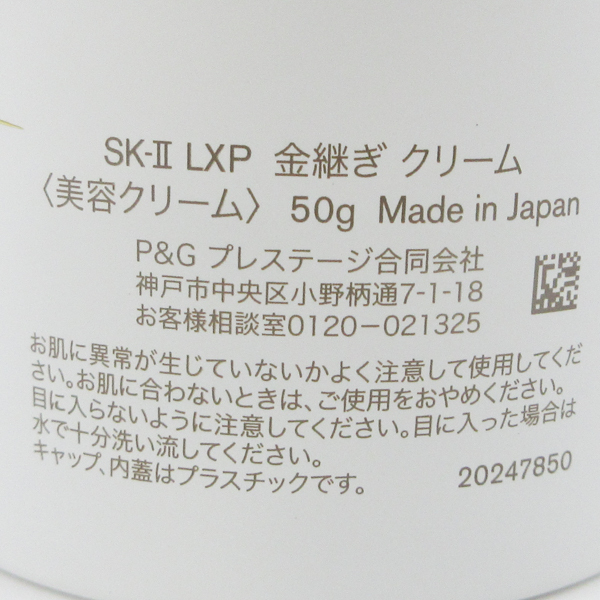 SK-II LXP 金継ぎ クリーム
〈美容クリーム〉 50g Made in Japan
P&G プレステージ合同会社
神戸市中央区小野柄通7-1-18
お客様相談室0120-021325
お肌に異常が生じていないかよく注意して使用してくだ
さい。お肌に合わないときは、ご使用をおやめください。
目に入らないように注意してください。目に入った場合は
水で十分洗い流してください。
キャップ、内蓋はプラスチックです。
20247850